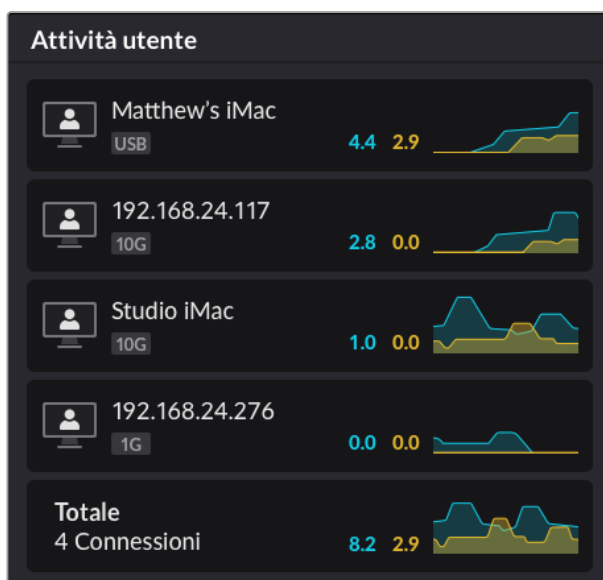 Attività utente
Matthew's iMac
USB
4.4 2.9
192.168.24.117
10G
2.8 0.0
Studio iMac
10G
1.0 0.0
192.168.24.276
1G
0.0 0.0
Totale
4 Connessioni
8.2 2.9